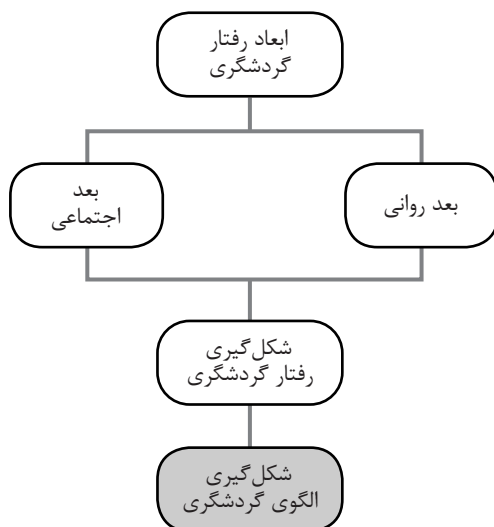 ابعاد رفتار
گردشگری
بعد روانی
بعد
اجتماعی
شکل‌گیری
رفتار گردشگری
شکل‌گیری
الگوی گردشگری